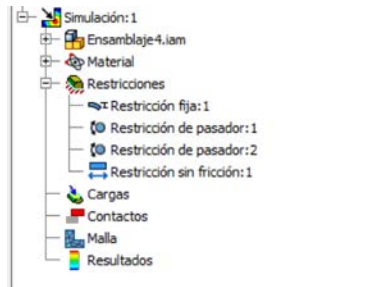 Simulación:1
Ensamblaje4.iam
Material
Restricciones
Restricción fija:1
Restricción de pasador:1
Restricción de pasador:2
Restricción sin fricción:1
Cargas
Contactos
Malla
Resultados